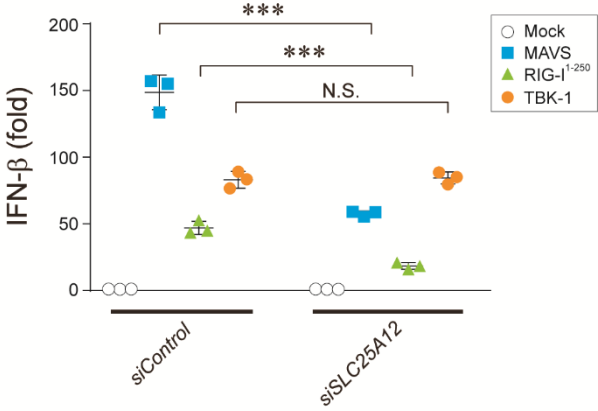 ***
***
N.S.
Mock
MAVS
RIG-I1-250
TBK-1
IFN-β (fold)
200
150
100
50
0
siControl
siSLC25A12